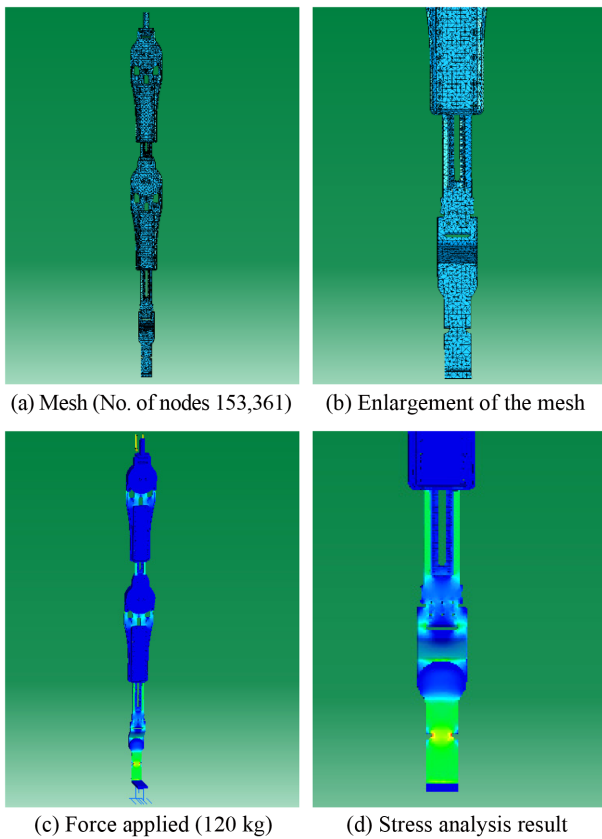 (a) Mesh (No. of nodes 153,361)
(b) Enlargement of the mesh
(c) Force applied (120 kg)
(d) Stress analysis result